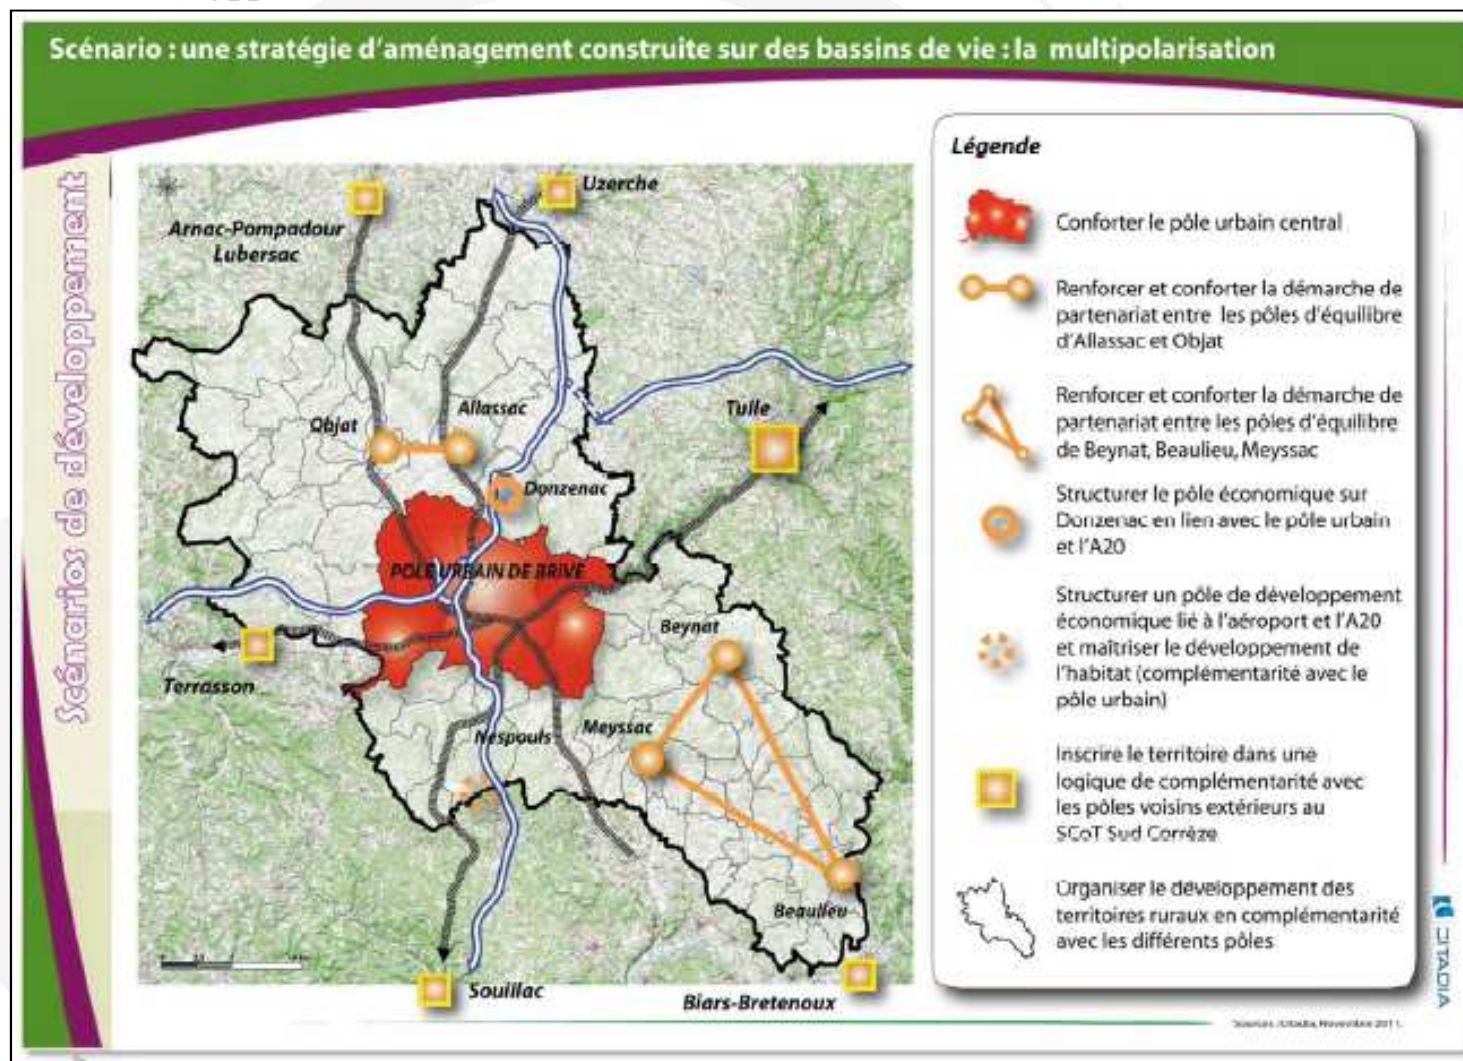 Scénario : une stratégie d'aménagement construite sur des bassins de vie : la multipolarisation
Scénarios de développement
Uzerche
Arnac-Pompadour
Lubersac
Objat
Allassac
Tulle
Donzenac
POLE URBAIN DE BRIVE
Beynat
Terrasson
Meyssac
Nespouls
Beaulieu
Souillac
Biars-Bretenoux
Légende
Conforter le pôle urbain central
Renforcer et conforter la démarche de
partenariat entre les pôles d'équilibre
d'Allassac et Objat
Renforcer et conforter la démarche de
partenariat entre les pôles d'équilibre
de Beynat, Beaulieu, Meyssac
Structurer le pôle économique sur
Donzenac en lien avec le pôle urbain
et l'A20
Structurer un pôle de développement
économique lié à l'aéroport et l'A20
et maîtriser le développement de
l'habitat (complémentarité avec le
pôle urbain)
Inscrire le territoire dans une
logique de complémentarité avec
les pôles voisins extérieurs au
SCoT Sud Corrèze
Organiser le développement des
territoires ruraux en complémentarité
avec les différents pôles
CITADIA
Sources : Citadia, Novembre 2011.